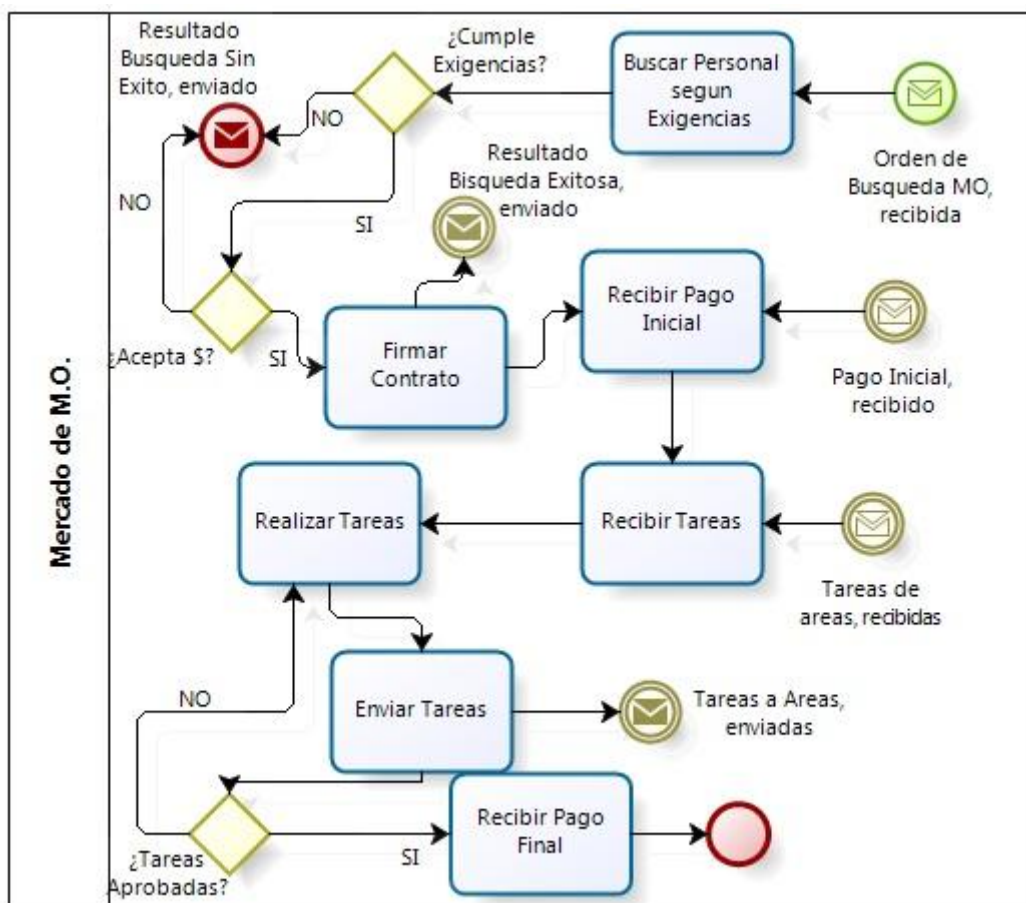 Mercado de M.O.
Resultado
Busqueda Sin
Exito, enviado
¿Cumple
Exigencias?
Buscar Personal
segun
Exigencias
Orden de
Busqueda MO,
recibida
NO
NO
SI
Resultado
Bisqueda Exitosa,
enviado
¿Acepta $?
SI
Firmar
Contrato
Recibir Pago
Inicial
Pago Inicial,
recibido
Realizar Tareas
Recibir Tareas
Tareas de
areas, recibidas
NO
Enviar Tareas
Tareas a Areas,
enviadas
¿Tareas
Aprobadas?
SI
Recibir Pago
Final